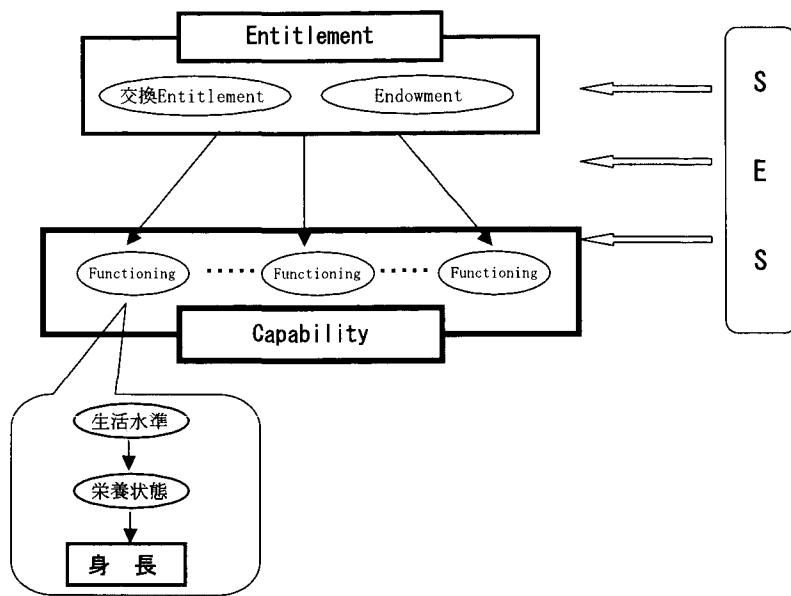 Entitlement
交換Entitlement
Endowment
S
E
S
Functioning
Functioning
Functioning
Capability
生活水準
栄養状態
身 長